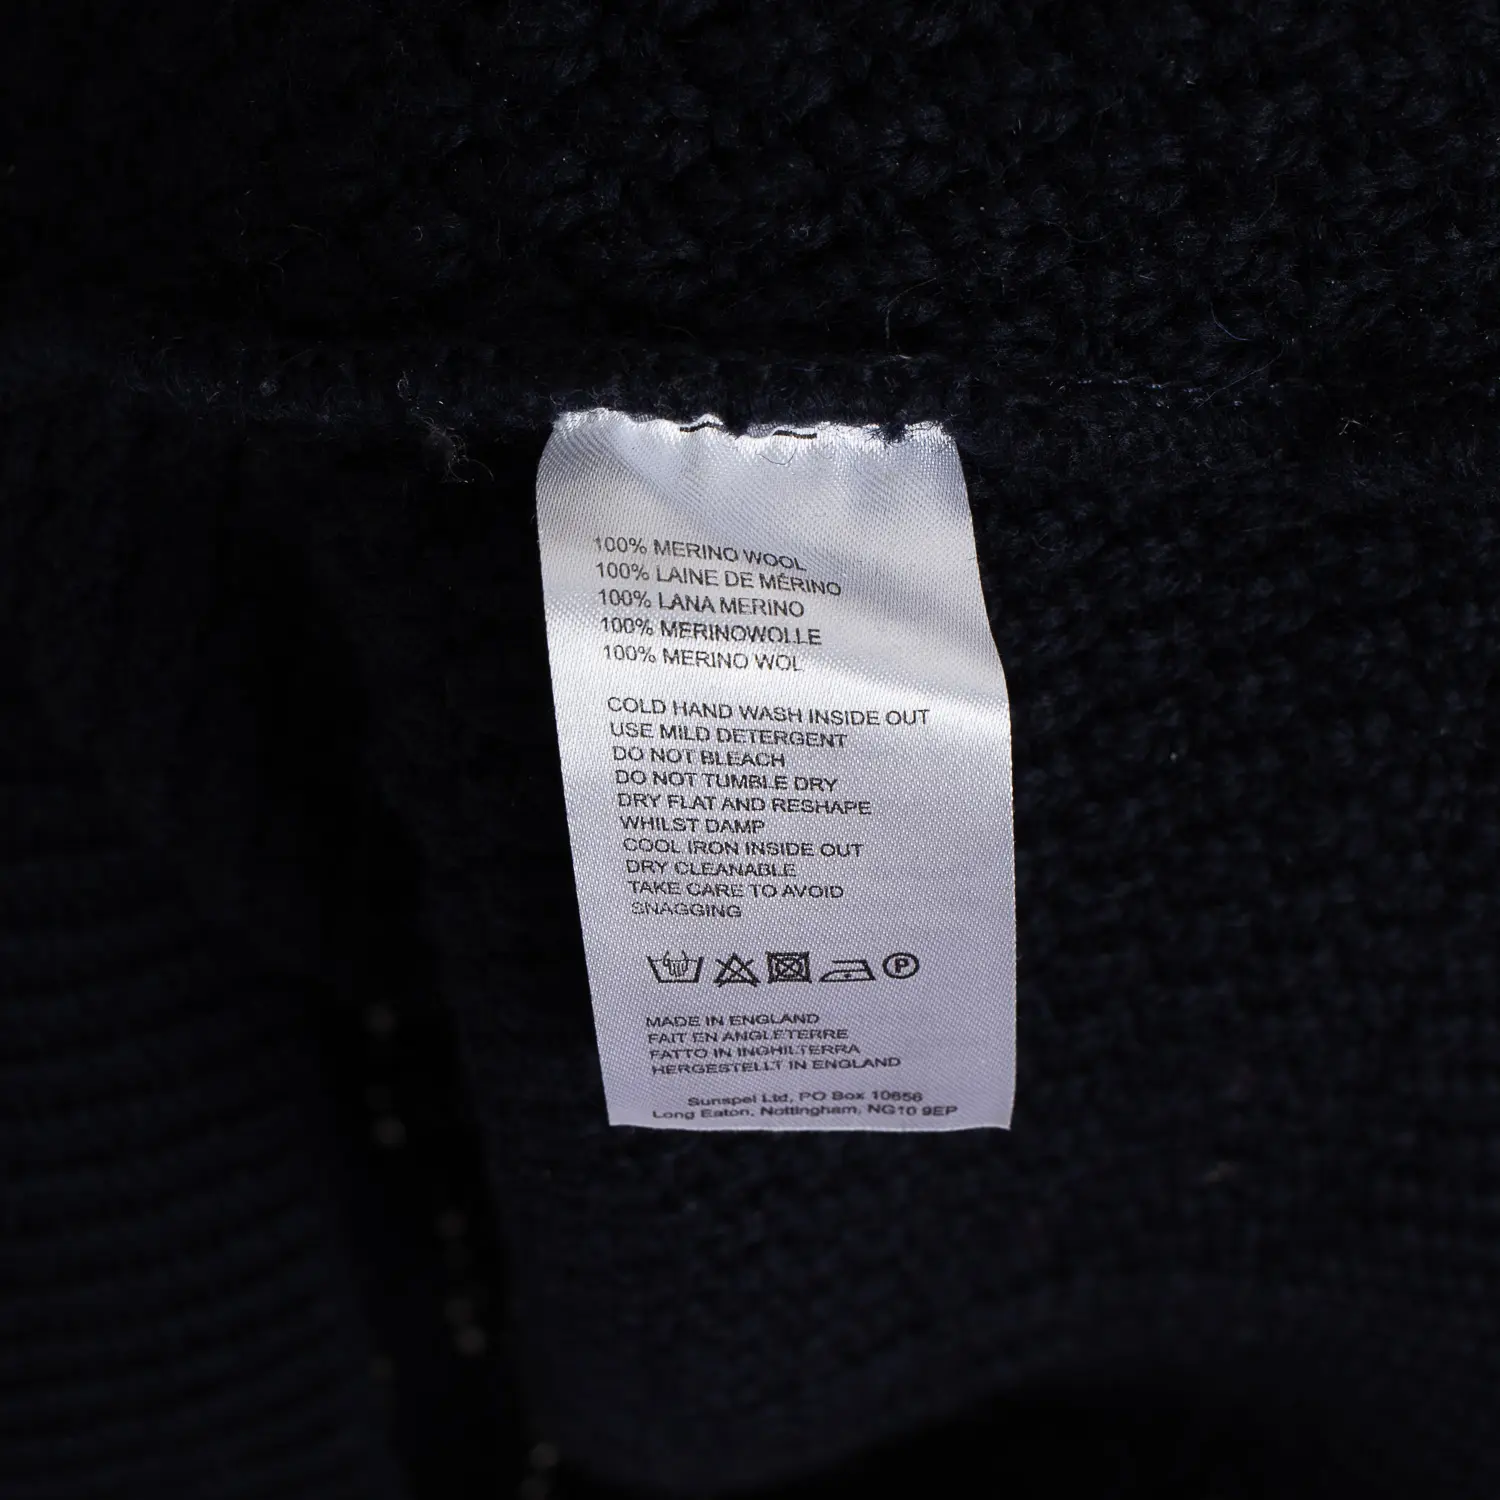 100% MERINO WOOL
100% LAINE DE MÉRINO
100% LANA MERINO
100% MERINOWOLLE
100% MERINO WOL
COLD HAND WASH INSIDE OUT
USE MILD DETERGENT
DO NOT BLEACH
DO NOT TUMBLE DRY
DRY FLAT AND RESHAPE
WHILST DAMP
COOL IRON INSIDE OUT
DRY CLEANABLE
TAKE CARE TO AVOID
SNAGGING
P
MADE IN ENGLAND
FAIT EN ANGLETERRE
FATTO IN INGHILTERRA
HERGESTELLT IN ENGLAND
Sunspel Ltd, PO Box 10656
Long Eaton, Nottingham, NG10 9EP